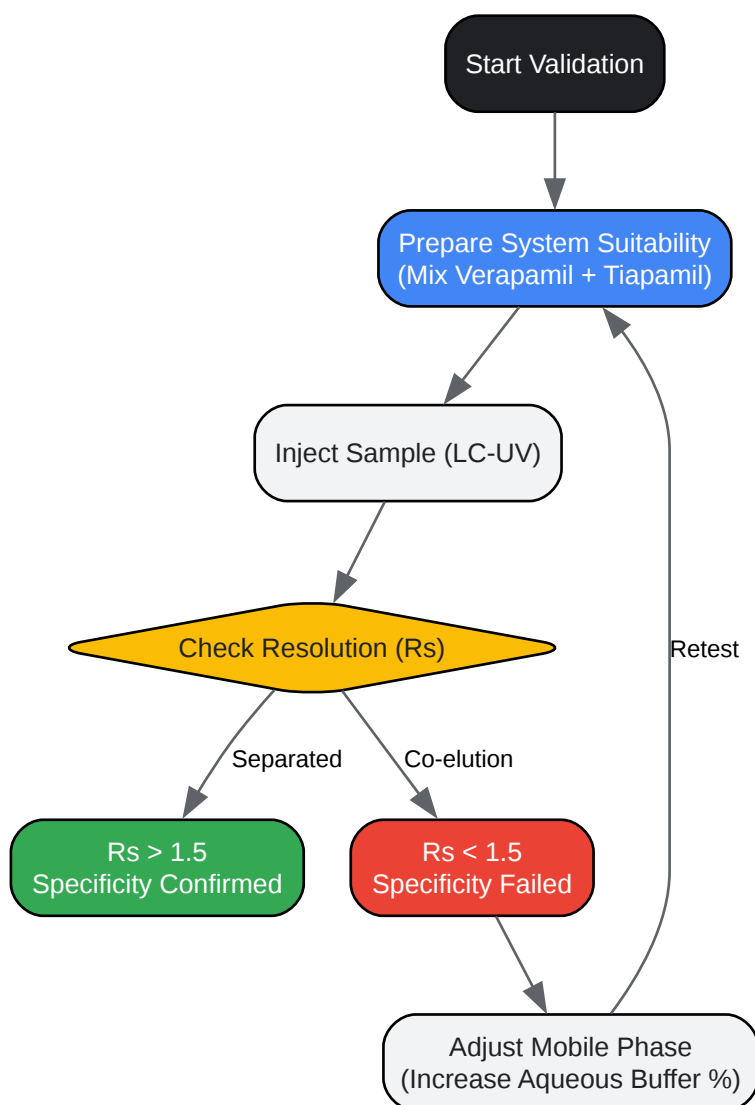 Start Validation
Prepare System Suitability
(Mix Verapamil + Tiapamil)
Inject Sample (LC-UV)
Check Resolution (Rs)
Retest
Separated
Co-elution
Rs > 1.5
Specificity Confirmed
Rs < 1.5
Specificity Failed
Adjust Mobile Phase
(Increase Aqueous Buffer %)